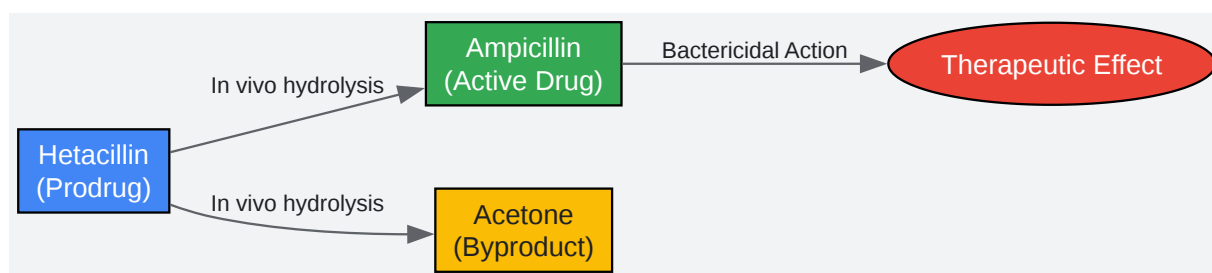 Hetacillin
(Prodrug)
In vivo hydrolysis
Ampicillin
(Active Drug)
Bactericidal Action
Therapeutic Effect
In vivo hydrolysis
Acetone
(Byproduct)